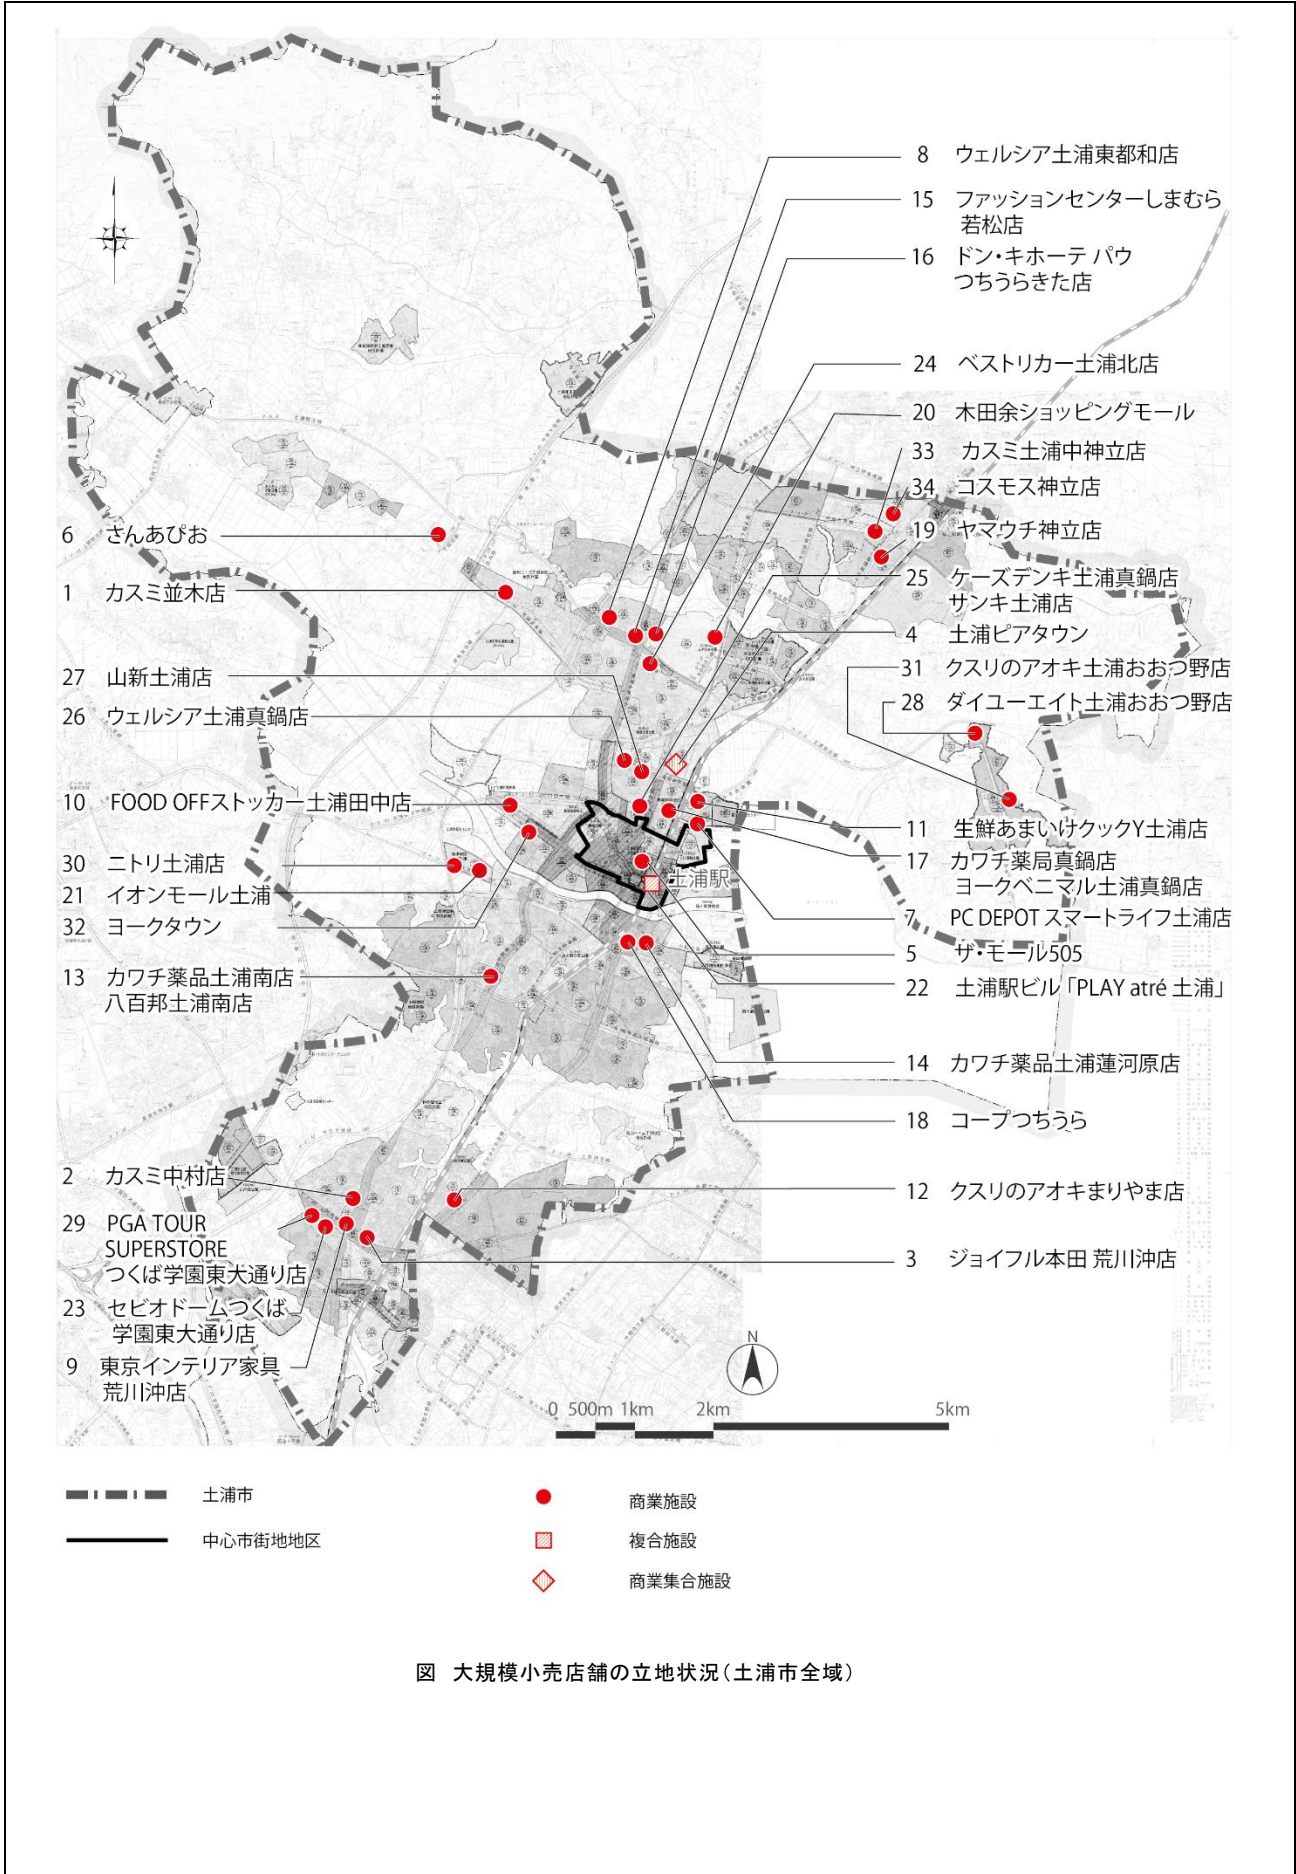 8 ウェルシア土浦東都和店
15 ファッションセンターしまむら
若松店
16 ドン・キホーテ パウ
つちうらきた店
24 ベストリカー土浦北店
20 木田余ショッピングモール
33 カスミ土浦中神立店
34 コスモス神立店
19 ヤマウチ神立店
25 ケーズデンキ土浦真鍋店
サンキ土浦店
4 土浦ピアタウン
31 クスリのアオキ土浦おおつ野店
28 ダイユーエイト土浦おおつ野店
6 さんあぴお
1 カスミ並木店
27 山新土浦店
26 ウェルシア土浦真鍋店
10 FOOD OFFストッカー土浦田中店
30 ニトリ土浦店
21 イオンモール土浦
32 ヨークタウン
13 カワチ薬品土浦南店
八百邦土浦南店
土浦駅
11 生鮮あまいけクックY土浦店
17 カワチ薬局真鍋店
ヨークベニマル土浦真鍋店
7 PC DEPOT スマートライフ土浦店
5 ザ・モール505
22 土浦駅ビル「PLAY atré 土浦」
14 カワチ薬品土浦蓮河原店
18 コープつちうら
2 カスミ中村店
29 PGA TOUR
SUPERSTORE
つくば学園東大通り店
23 セビオドームつくば
学園東大通り店
9 東京インテリア家具
荒川沖店
12 クスリのアオキまりやま店
3 ジョイフル本田 荒川沖店
N
0 500m 1km 2km 5km
土浦市
中心市街地地区
商業施設
複合施設
商業集合施設
図 大規模小売店舗の立地状況（土浦市全域）